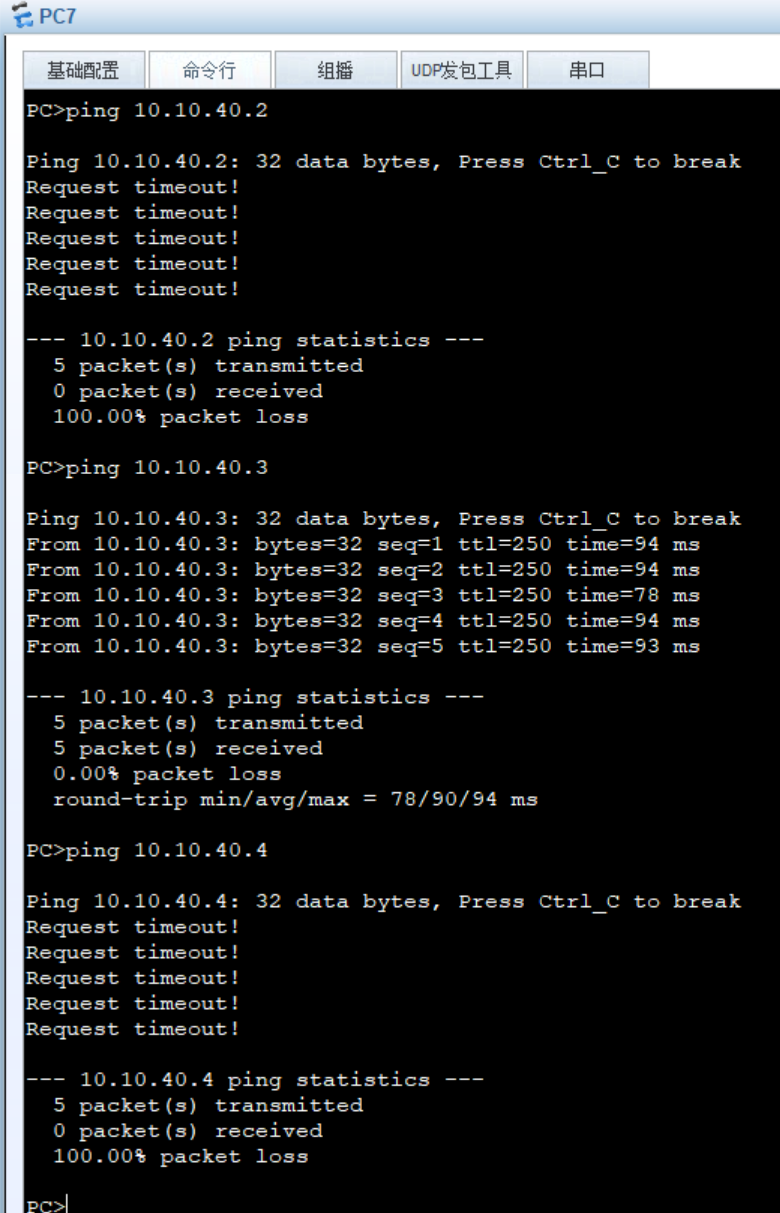 PC7
基础配置 命令行 组播 UDP发包工具 串口
PC>ping 10.10.40.2
Ping 10.10.40.2: 32 data bytes, Press Ctrl_C to break
Request timeout!
Request timeout!
Request timeout!
Request timeout!
Request timeout!
--- 10.10.40.2 ping statistics ---
5 packet(s) transmitted
0 packet(s) received
100.00% packet loss
PC>ping 10.10.40.3
Ping 10.10.40.3: 32 data bytes, Press Ctrl_C to break
From 10.10.40.3: bytes=32 seq=1 ttl=250 time=94 ms
From 10.10.40.3: bytes=32 seq=2 ttl=250 time=94 ms
From 10.10.40.3: bytes=32 seq=3 ttl=250 time=78 ms
From 10.10.40.3: bytes=32 seq=4 ttl=250 time=94 ms
From 10.10.40.3: bytes=32 seq=5 ttl=250 time=93 ms
--- 10.10.40.3 ping statistics ---
5 packet(s) transmitted
5 packet(s) received
0.00% packet loss
round-trip min/avg/max = 78/90/94 ms
PC>ping 10.10.40.4
Ping 10.10.40.4: 32 data bytes, Press Ctrl_C to break
Request timeout!
Request timeout!
Request timeout!
Request timeout!
Request timeout!
--- 10.10.40.4 ping statistics ---
5 packet(s) transmitted
0 packet(s) received
100.00% packet loss
PC>